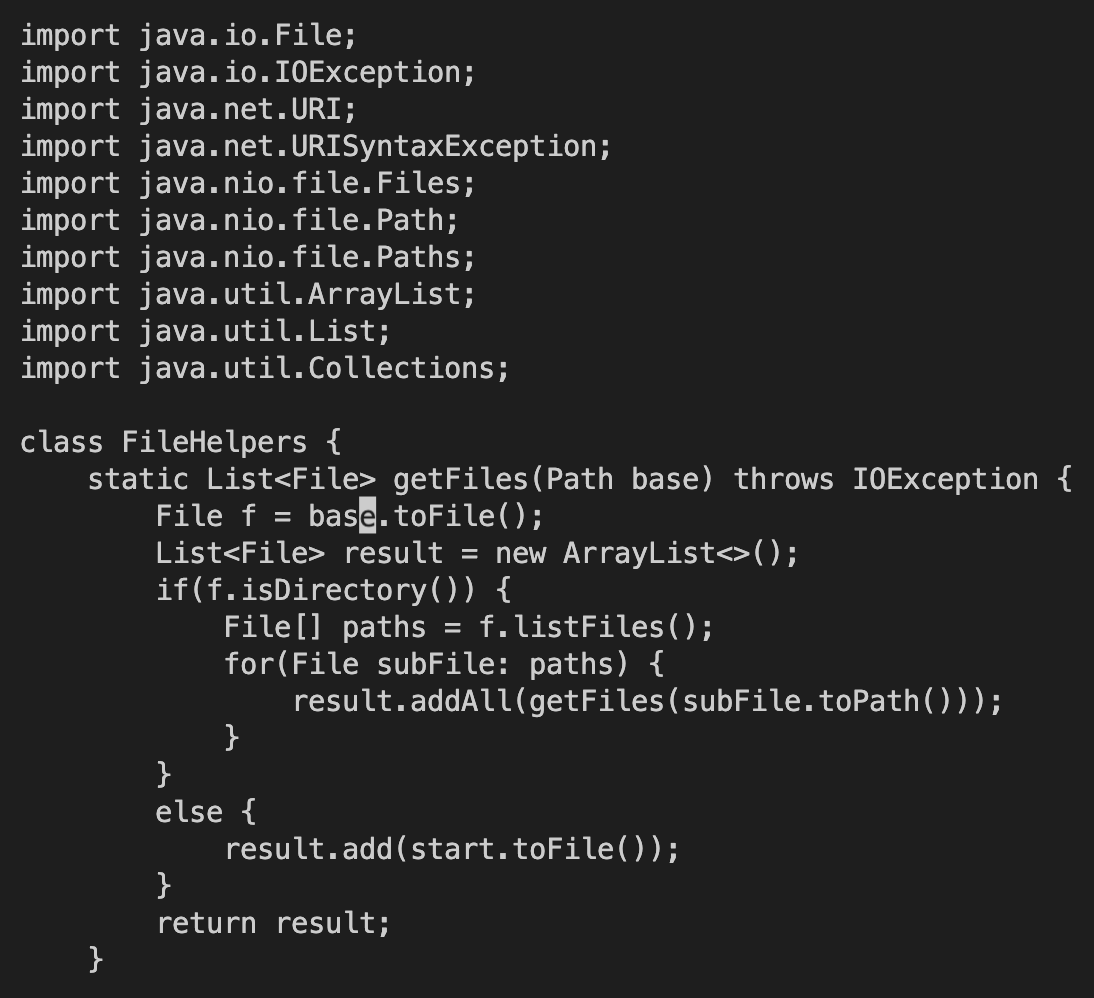 import java.io.File;
import java.io.IOException;
import java.net.URI;
import java.net.URISyntaxException;
import java.nio.file.Files;
import java.nio.file.Path;
import java.nio.file.Paths;
import java.util.ArrayList;
import java.util.List;
import java.util.Collections;

class FileHelpers {
    static List<File> getFiles(Path base) throws IOException {
        File f = base.toFile();
        List<File> result = new ArrayList<>();
        if(f.isDirectory()) {
            File[] paths = f.listFiles();
            for(File subFile: paths) {
                result.addAll(getFiles(subFile.toPath()));
            }
        }
        else {
            result.add(start.toFile());
        }
        return result;
    }